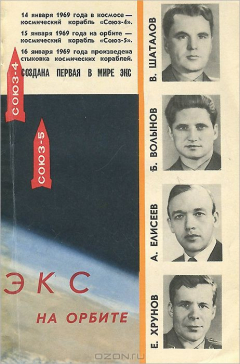 14 января 1969 года в космосе —
космический корабль «Союз-4».
15 января 1969 года на орбите —
космический корабль «Союз-5».
16 января 1969 года произведена
стыковка космических кораблей.
СОЗДАНА ПЕРВАЯ В МИРЕ ЭКС
СОЮЗ-4
СОЮЗ-5
ЭКС
НА ОРБИТЕ
В. ШАТАЛОВ
Б. ВОЛЫНОВ
А. ЕЛИСЕЕВ
Е. ХРУНОВ
ozon.ru